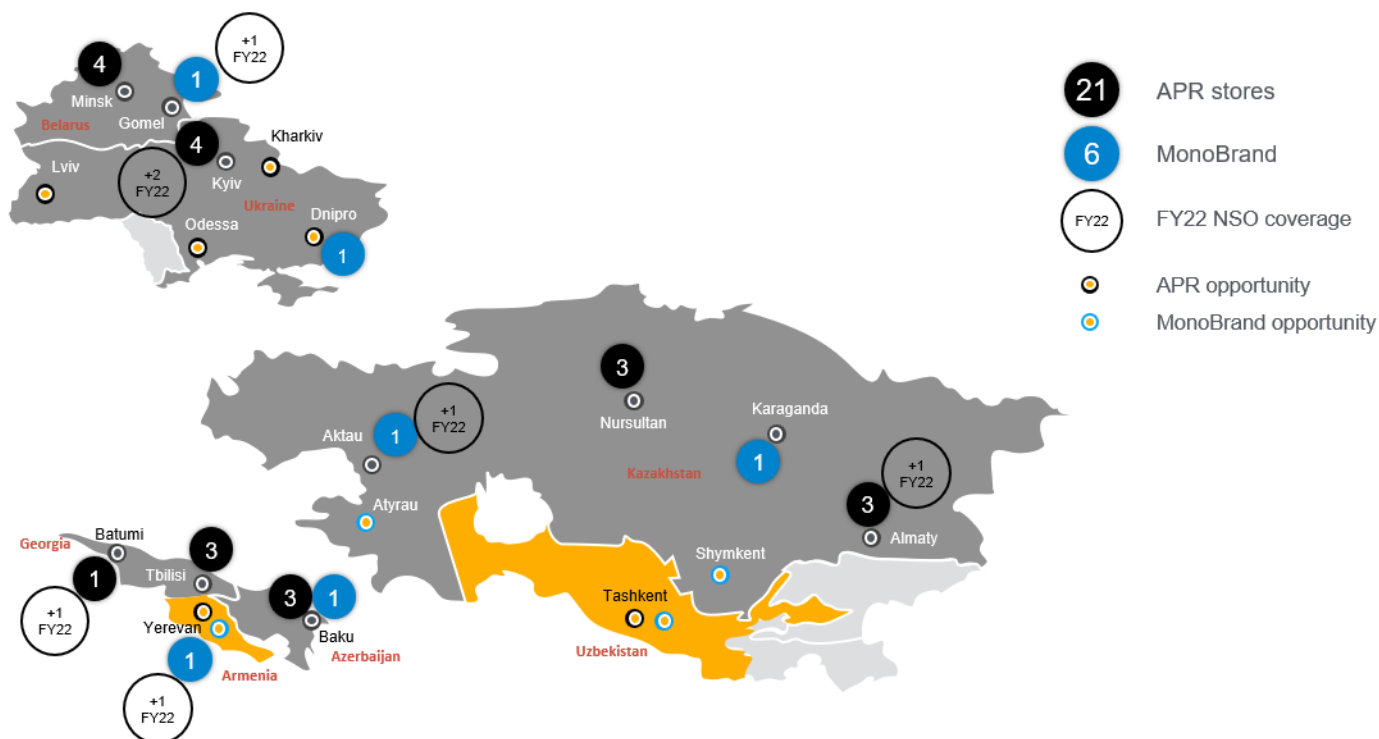 +1
FY22
4
1
Minsk
Gomel
Belarus
4
Kharkiv
Lviv
+2
FY22
Kyiv
Ukraine
Dnipro
Odessa
1
21
APR stores
6
MonoBrand
FY22
FY22 NSO coverage
APR opportunity
MonoBrand opportunity
3
Nursultan
Karaganda
+1
FY22
Aktau
1
1
Kazakhstan
+1
FY22
3
Almaty
Atyrau
Shymkent
Tashkent
Uzbekistan
Georgia
Batumi
3
Tbilisi
1
+1
FY22
3
1
Yerevan
Baku
Azerbaijan
1
Armenia
+1
FY22